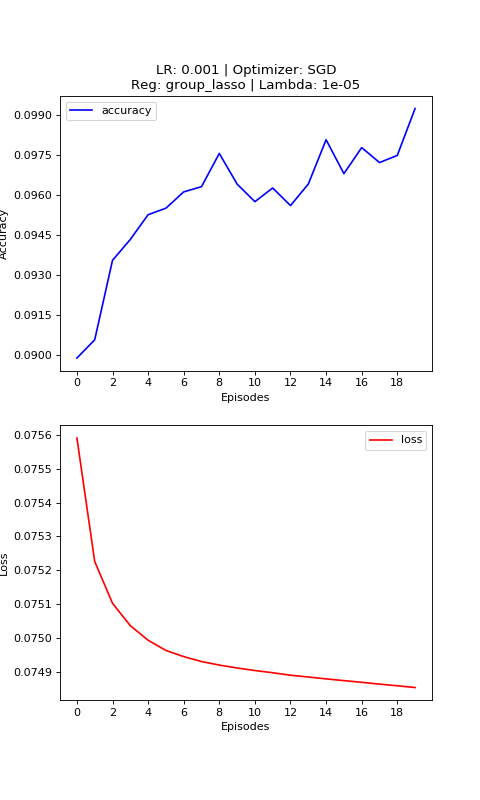 LR: 0.001 | Optimizer: SGD
Reg: group_lasso | Lambda: 1e-05
accuracy
0.0990
0.0975
0.0960
0.0945
0.0930
0.0915
0.0900
Accuracy
0 2 4 6 8 10 12 14 16 18
Episodes
loss
0.0756
0.0755
0.0754
0.0753
0.0752
0.0751
0.0750
0.0749
Loss
0 2 4 6 8 10 12 14 16 18
Episodes